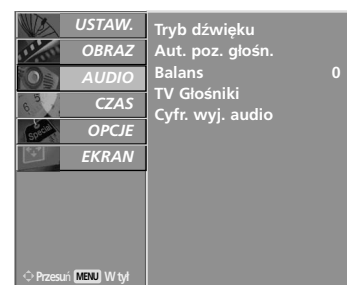 USTAW.
OBRAZ
AUDIO
CZAS
OPCJE
EKRAN
Tryb dźwięku
Aut. poz. głośn.
Balans 0
TV Głośniki
Cyfr. wyj. audio
Przesuń MENU W tył